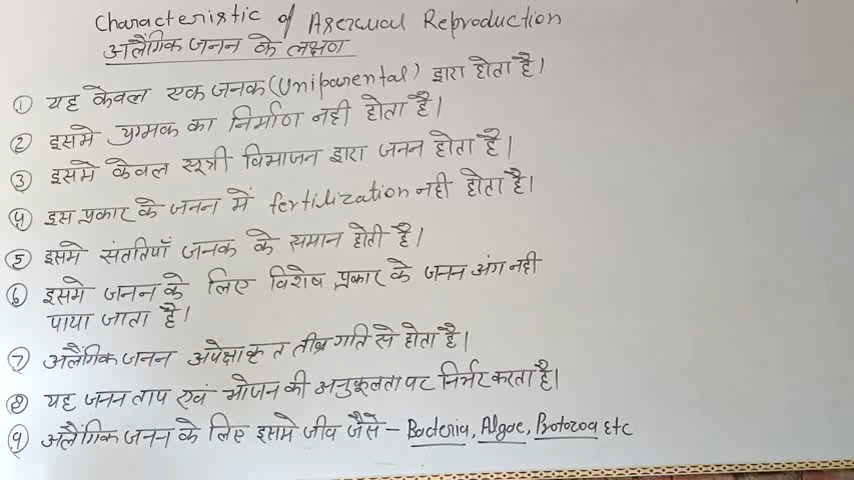 Characteristic of Asexual Reproduction
अलैंगिक जनन के लक्षण
① यह केवल एक जनक (Uniparental) द्वारा होता है।
② इसमे युग्मक का निर्माण नही होता है।
③ इसमे केवल सूत्री विभाजन द्वारा जनन होता है।
④ इस प्रकार के जनन में fertilization नही होता है।
⑤ इसमे संततियाँ जनक के समान होती है।
⑥ इसमे जनन के लिए विशेष प्रकार के जनन अंग नही
पाया जाता है।
⑦ अलैंगिक जनन अपेक्षाकृत तीव्र गति से होता है।
⑧ यह जनन ताप एवं भोजन की अनुकूलता पर निर्भर करता है।
⑨ अलैंगिक जनन के लिए इसमे जीव जैसे - Bacteria, Algae, Protozoa etc